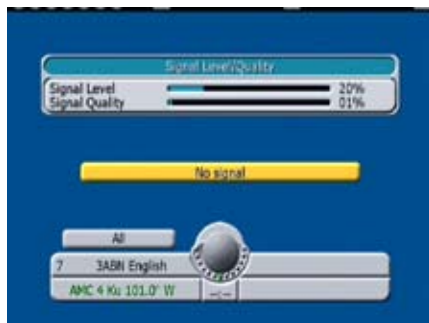 Signal Level/Quality
Signal Level 20%
Signal Quality 01%
No signal
All
7 3ABN English
AMC 4 Ku 101.0° W
--:--